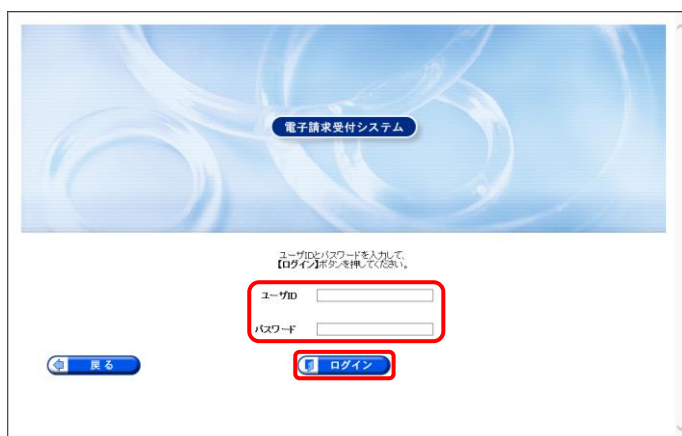 電子請求受付システム
ユーザIDとパスワードを入力して、
【ログイン】ボタンを押してください。
ユーザID
パスワード
戻る
ログイン